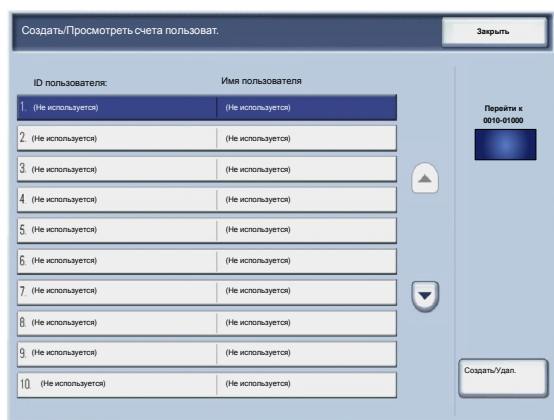 Создать/Просмотреть счета пользоват.
Закрыть
ID пользователя: Имя пользователя
1. (Не используется) (Не используется)
2. (Не используется) (Не используется)
3. (Не используется) (Не используется)
4. (Не используется) (Не используется)
5. (Не используется) (Не используется)
6. (Не используется) (Не используется)
7. (Не используется) (Не используется)
8. (Не используется) (Не используется)
9. (Не используется) (Не используется)
10. (Не используется) (Не используется)
Перейти к
0010-01000
Создать/Удал.